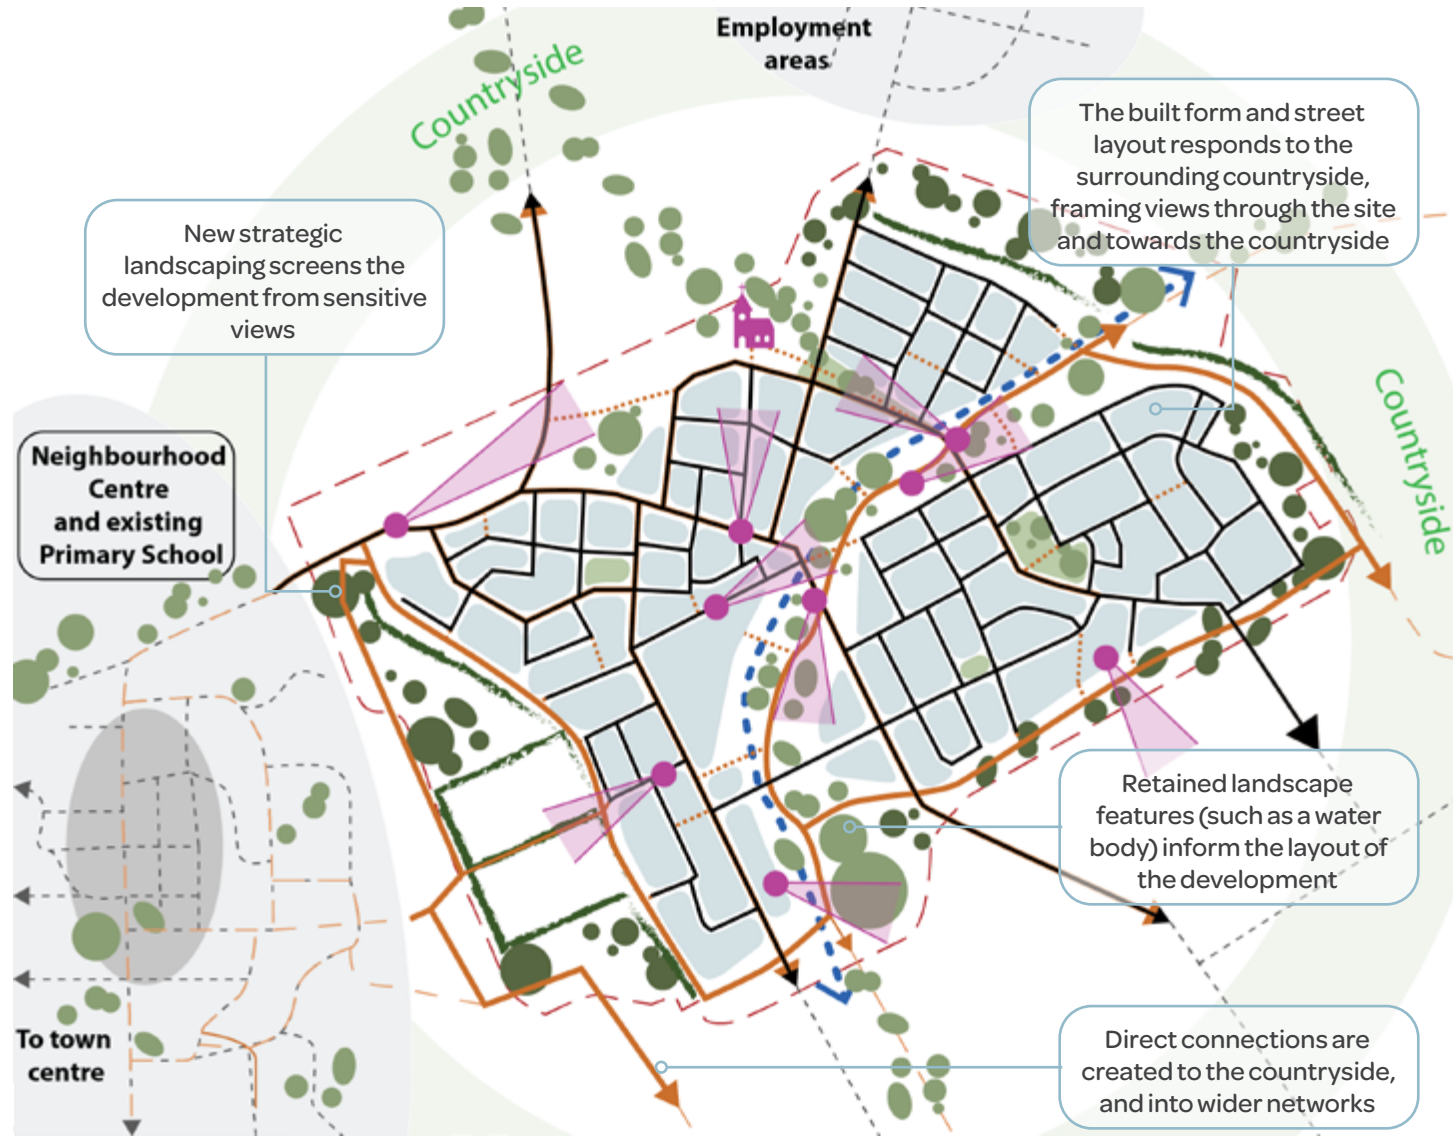 Employment
areas
Countryside
The built form and street
layout responds to the
surrounding countryside,
framing views through the site
and towards the countryside
New strategic
landscaping screens the
development from sensitive
views
Countryside
Neighbourhood
Centre
and existing
Primary School
Retained landscape
features (such as a water
body) inform the layout of
the development
To town
centre
Direct connections are
created to the countryside,
and into wider networks